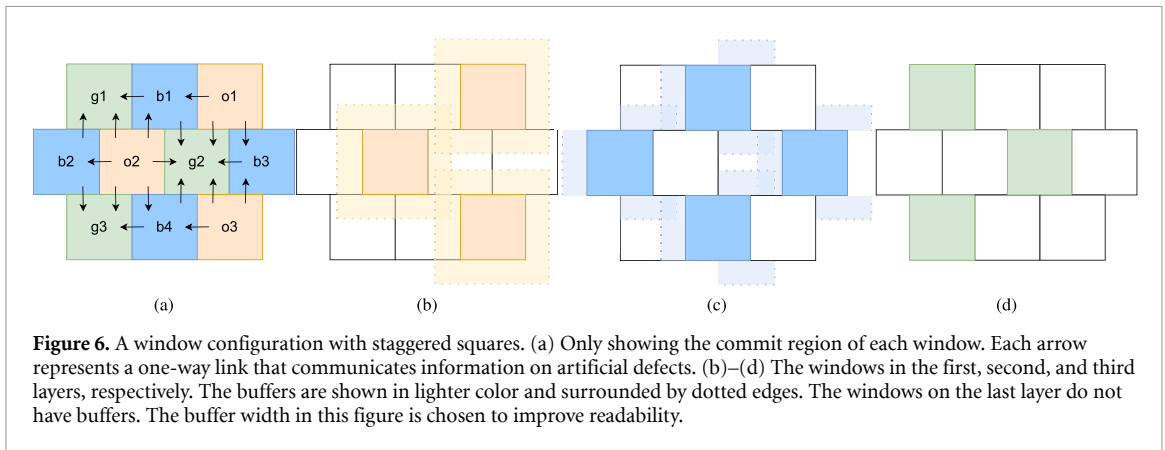 g1 b1 o1
b2 o2 g2 b3
g3 b4 o3
(a) (b) (c) (d)
Figure 6. A window configuration with staggered squares. (a) Only showing the commit region of each window. Each arrow
represents a one-way link that communicates information on artificial defects. (b)–(d) The windows in the first, second, and third
layers, respectively. The buffers are shown in lighter color and surrounded by dotted edges. The windows on the last layer do not
have buffers. The buffer width in this figure is chosen to improve readability.